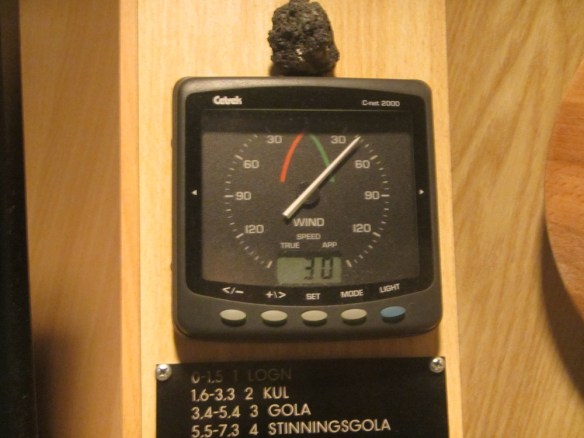 Cetrek C-net 2000
30 30
60 60
90 90
120 120
WIND
SPEED
TRUE APP
3.0
</- +\> SET MODE LIGHT
0-1,5 1 LOGN
1,6-3,3 2 KUL
3,4-5,4 3 GOLA
5,5-7,3 4 STINNINGSGOLA